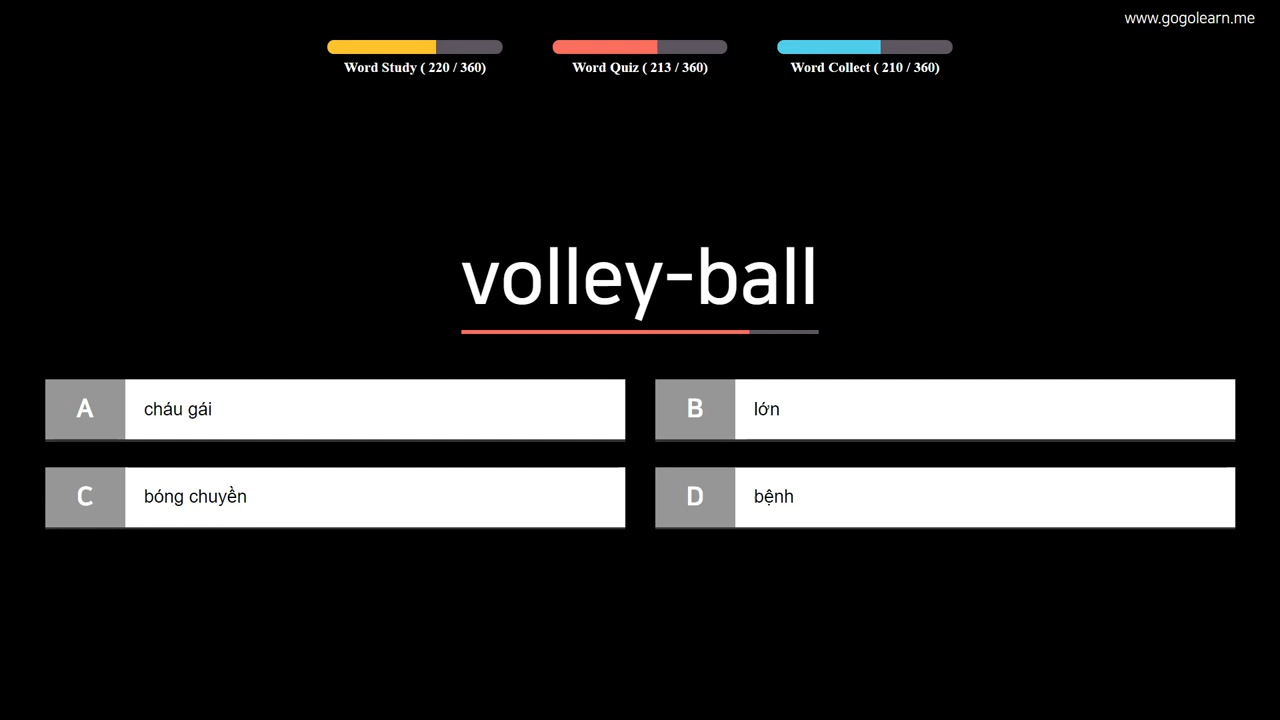 www.gogolearn.me
Word Study ( 220 / 360)
Word Quiz ( 213 / 360)
Word Collect ( 210 / 360)
volley-ball
A
cháu gái
B
lớn
C
bóng chuyền
D
bệnh